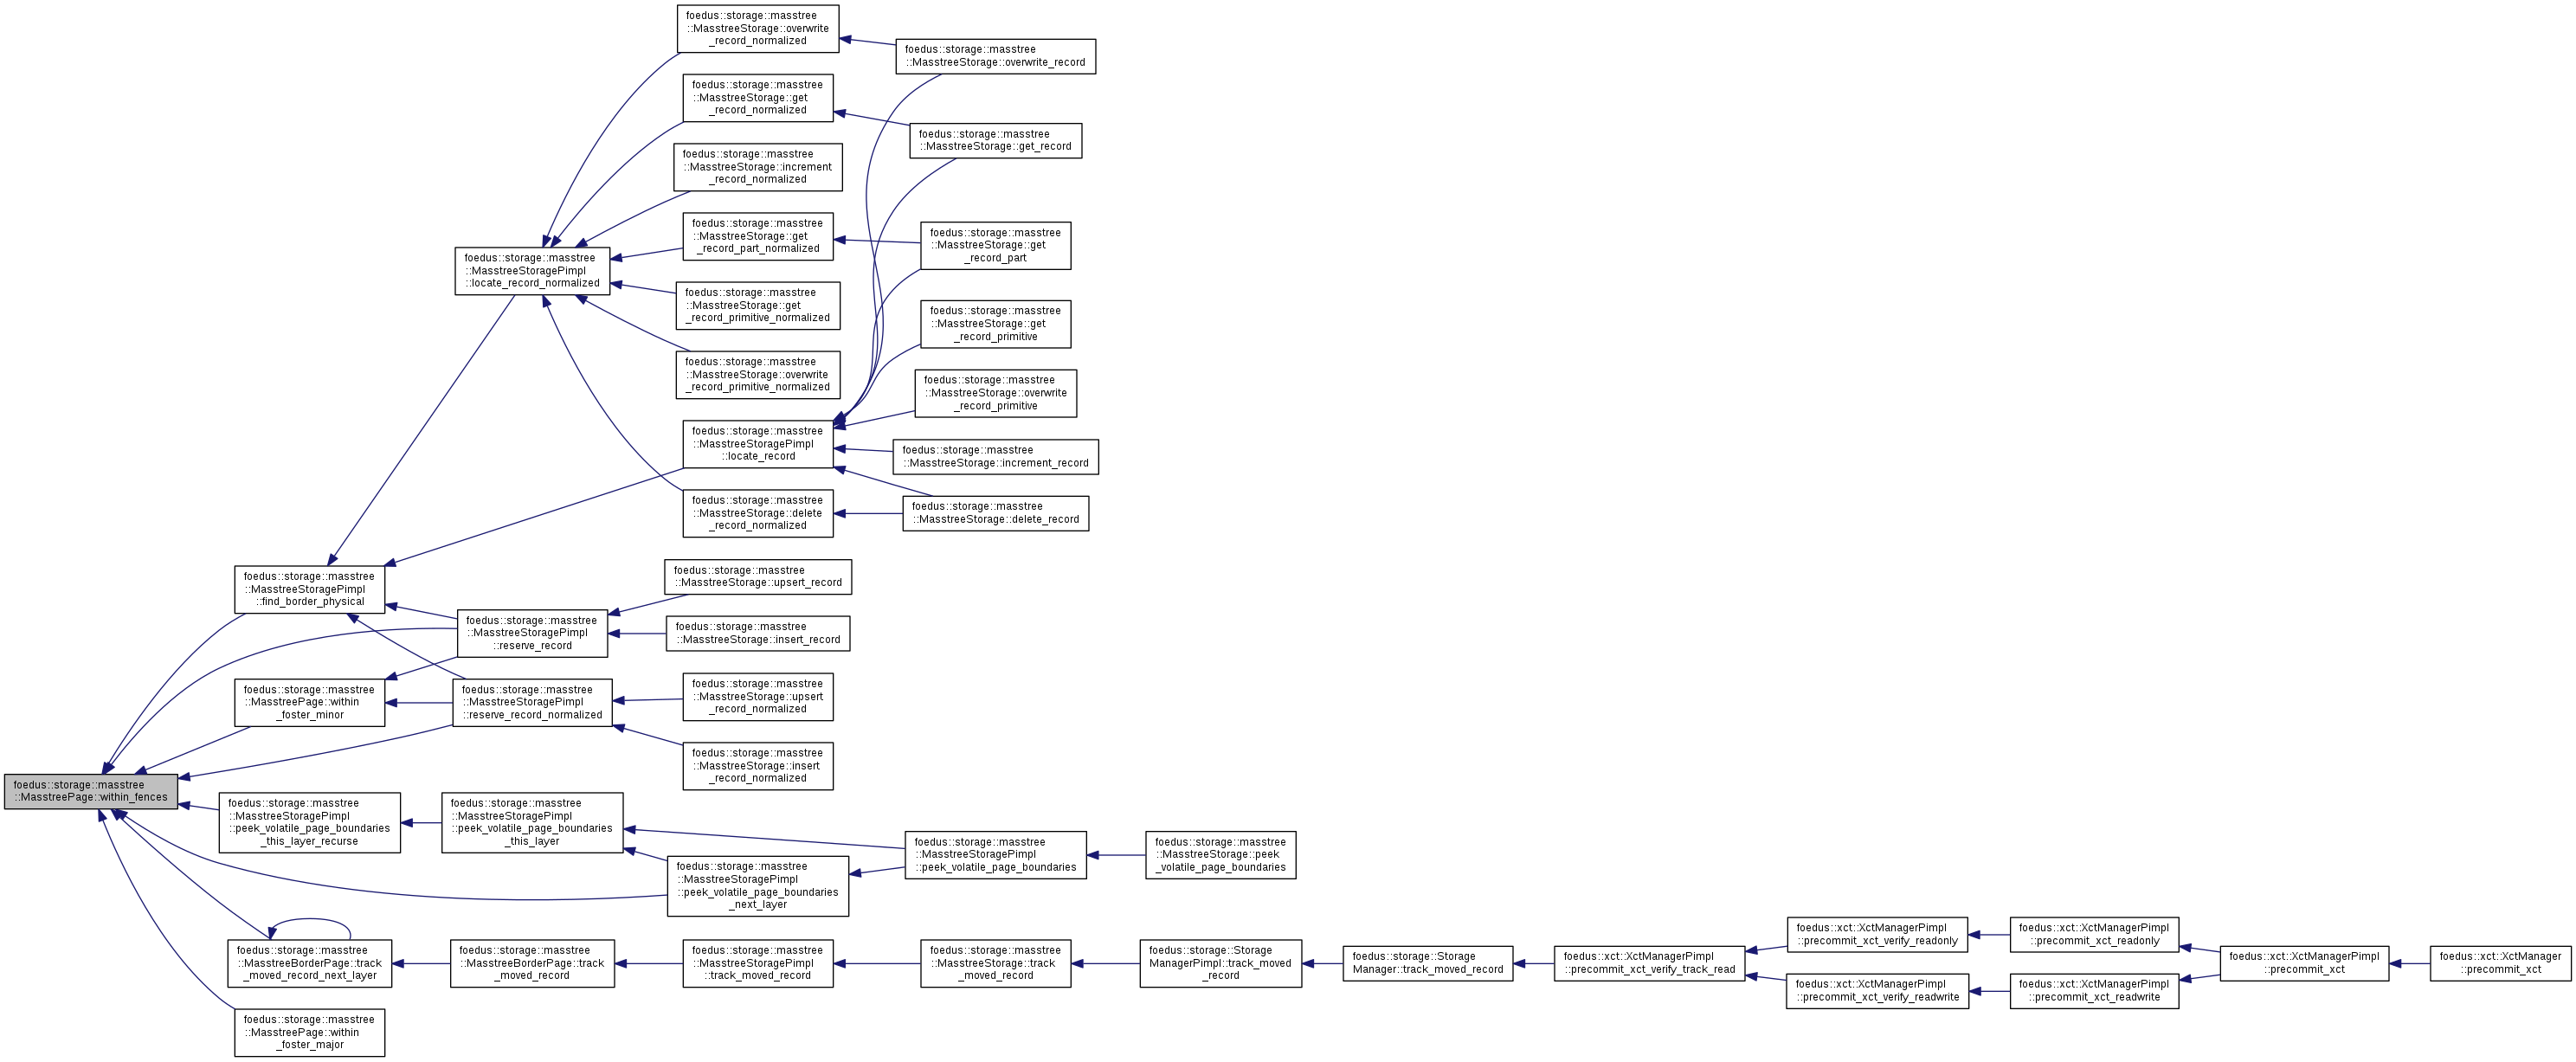 foedus::storage::masstree
::MasstreeStorage::overwrite
_record_normalized
foedus::storage::masstree
::MasstreeStorage::overwrite_record
foedus::storage::masstree
::MasstreeStorage::get
_record_normalized
foedus::storage::masstree
::MasstreeStorage::get_record
foedus::storage::masstree
::MasstreeStorage::increment
_record_normalized
foedus::storage::masstree
::MasstreeStorage::get
_record_part_normalized
foedus::storage::masstree
::MasstreeStorage::get
_record_part
foedus::storage::masstree
::MasstreeStoragePimpl
::locate_record_normalized
foedus::storage::masstree
::MasstreeStorage::get
_record_primitive_normalized
foedus::storage::masstree
::MasstreeStorage::get
_record_primitive
foedus::storage::masstree
::MasstreeStorage::overwrite
_record_primitive_normalized
foedus::storage::masstree
::MasstreeStorage::overwrite
_record_primitive
foedus::storage::masstree
::MasstreeStoragePimpl
::locate_record
foedus::storage::masstree
::MasstreeStorage::increment_record
foedus::storage::masstree
::MasstreeStorage::delete
_record_normalized
foedus::storage::masstree
::MasstreeStorage::delete_record
foedus::storage::masstree
::MasstreeStoragePimpl
::find_border_physical
foedus::storage::masstree
::MasstreeStorage::upsert_record
foedus::storage::masstree
::MasstreeStoragePimpl
::reserve_record
foedus::storage::masstree
::MasstreeStorage::insert_record
foedus::storage::masstree
::MasstreePage::within
_foster_minor
foedus::storage::masstree
::MasstreeStoragePimpl
::reserve_record_normalized
foedus::storage::masstree
::MasstreeStorage::upsert
_record_normalized
foedus::storage::masstree
::MasstreeStorage::insert
_record_normalized
foedus::storage::masstree
::MasstreePage::within_fences
foedus::storage::masstree
::MasstreeStoragePimpl
::peek_volatile_page_boundaries
_this_layer_recurse
foedus::storage::masstree
::MasstreeStoragePimpl
::peek_volatile_page_boundaries
_this_layer
foedus::storage::masstree
::MasstreeStoragePimpl
::peek_volatile_page_boundaries
_next_layer
foedus::storage::masstree
::MasstreeStoragePimpl
::peek_volatile_page_boundaries
foedus::storage::masstree
::MasstreeStorage::peek
_volatile_page_boundaries
foedus::storage::masstree
::MasstreeBorderPage::track
_moved_record_next_layer
foedus::storage::masstree
::MasstreeBorderPage::track
_moved_record
foedus::storage::masstree
::MasstreeStoragePimpl
::track_moved_record
foedus::storage::masstree
::MasstreeStorage::track
_moved_record
foedus::storage::Storage
ManagerPimpl::track_moved
_record
foedus::storage::Storage
Manager::track_moved_record
foedus::xct::XctManagerPimpl
::precommit_xct_verify_track_read
foedus::xct::XctManagerPimpl
::precommit_xct_verify_readonly
foedus::xct::XctManagerPimpl
::precommit_xct_readonly
foedus::xct::XctManagerPimpl
::precommit_xct_verify_readwrite
foedus::xct::XctManagerPimpl
::precommit_xct_readwrite
foedus::xct::XctManagerPimpl
::precommit_xct
foedus::xct::XctManager
::precommit_xct
foedus::storage::masstree
::MasstreePage::within
_foster_major